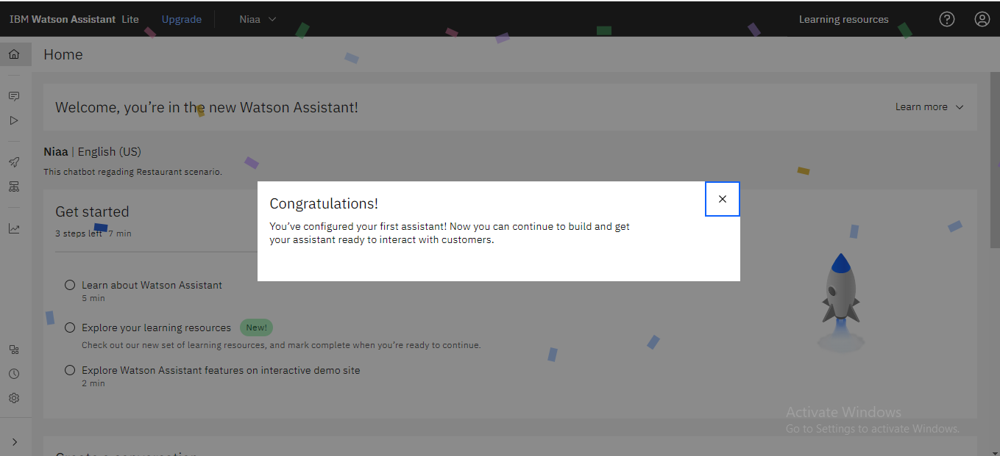 IBM Watson Assistant Lite Upgrade Niaa Learning resources
Home
Welcome, you're in the new Watson Assistant! Learn more
Niaa | English (US)
This chatbot regading Restaurant scenario.
Get started
3 steps left 7 min
Congratulations!
You've configured your first assistant! Now you can continue to build and get
your assistant ready to interact with customers.
Learn about Watson Assistant
5 min
Explore your learning resources New!
Check out our new set of learning resources, and mark complete when you're ready to continue.
Explore Watson Assistant features on interactive demo site
2 min
Activate Windows
Go to Settings to activate Windows.
Create a conversation